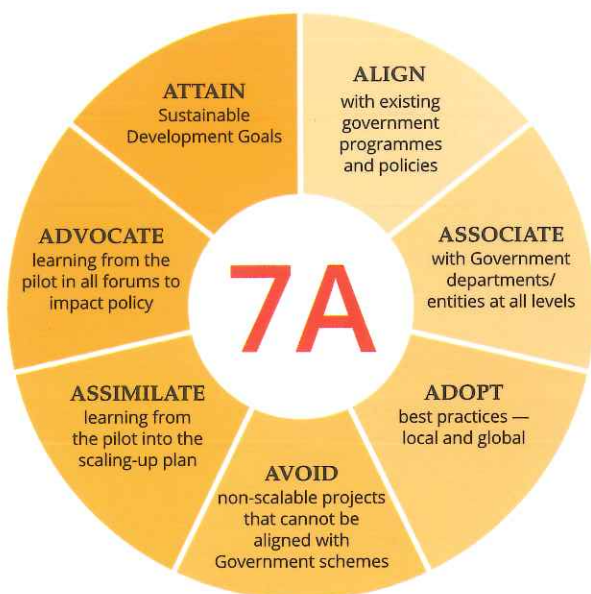 ATTAIN
Sustainable
Development Goals
ALIGN
with existing
government
programmes
and policies
ADVOCATE
learning from the
pilot in all forums to
impact policy
7A
ASSOCIATE
with Government
departments/
entities at all levels
ASSIMILATE
learning from
the pilot into the
scaling-up plan
ADOPT
best practices —
local and global
AVOID
non-scalable projects
that cannot be
aligned with
Government schemes